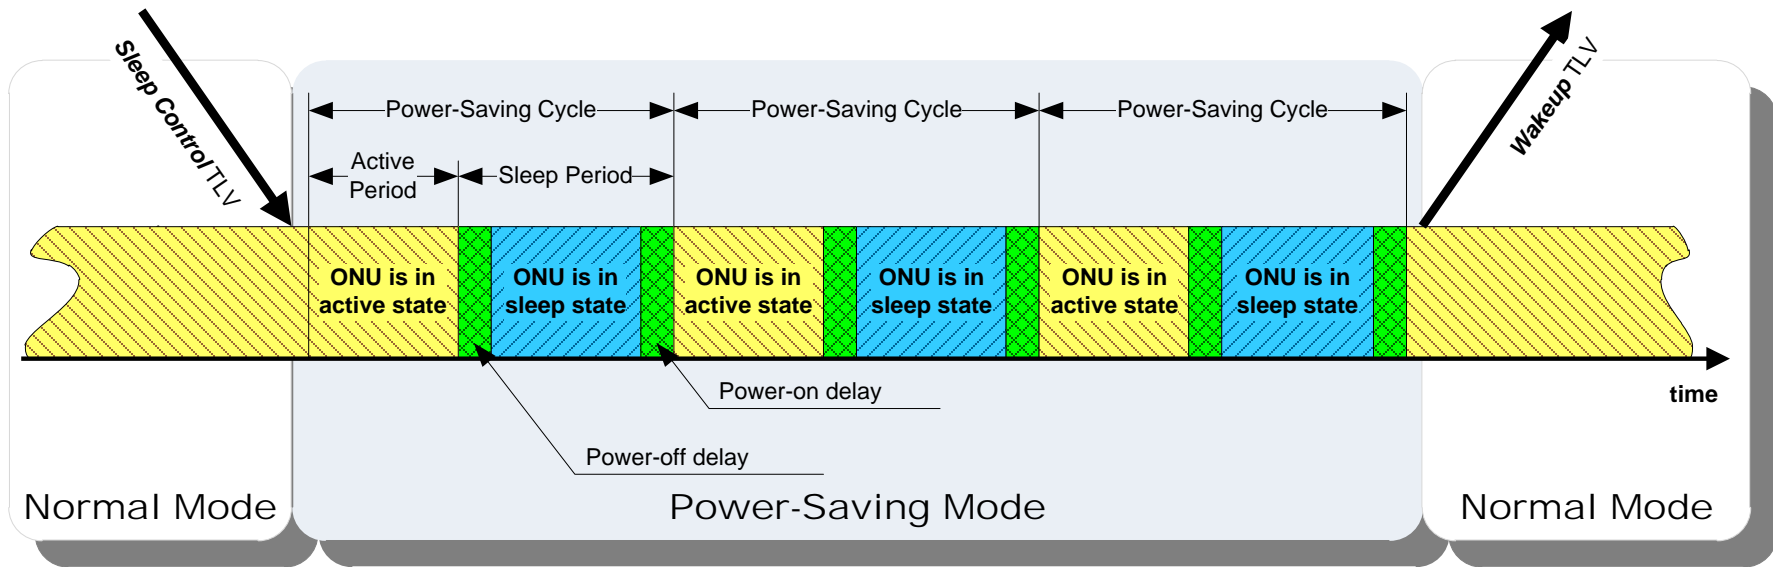 Sleep Control TLV
Wakeup TLV
Power-Saving Cycle
Power-Saving Cycle
Power-Saving Cycle
Active
Period
Sleep Period
ONU is in
active state
ONU is in
sleep state
ONU is in
active state
ONU is in
sleep state
ONU is in
active state
ONU is in
sleep state
Power-on delay
time
Power-off delay
Normal Mode
Power-Saving Mode
Normal Mode